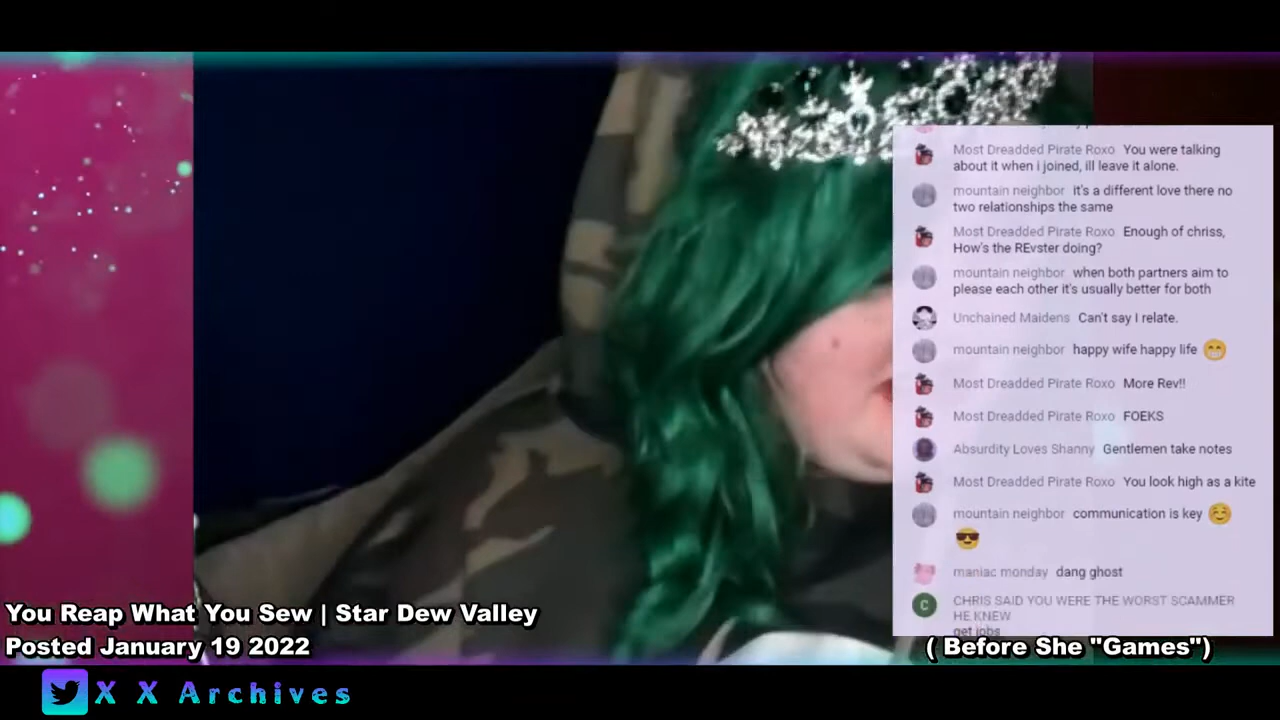 Most Dreadded Pirate Roxo You were talking
about it when i joined, ill leave it alone.
mountain neighbor it's a different love there no
two relationships the same
Most Dreadded Pirate Roxo Enough of chriss,
How's the REvster doing?
mountain neighbor when both partners aim to
please each other it's usually better for both
Unchained Maidens Can't say I relate.
mountain neighbor happy wife happy life 😁
Most Dreadded Pirate Roxo More Rev!!
Most Dreadded Pirate Roxo FOEKS
Absurdity Loves Shanny Gentlemen take notes
Most Dreadded Pirate Roxo You look high as a kite
mountain neighbor communication is key ☺️
😎
maniac monday dang ghost
C CHRIS SAID YOU WERE THE WORST SCAMMER
HE KNEW
get jobs
You Reap What You Sew | Star Dew Valley
Posted January 19 2022
( Before She "Games")
X X Archives